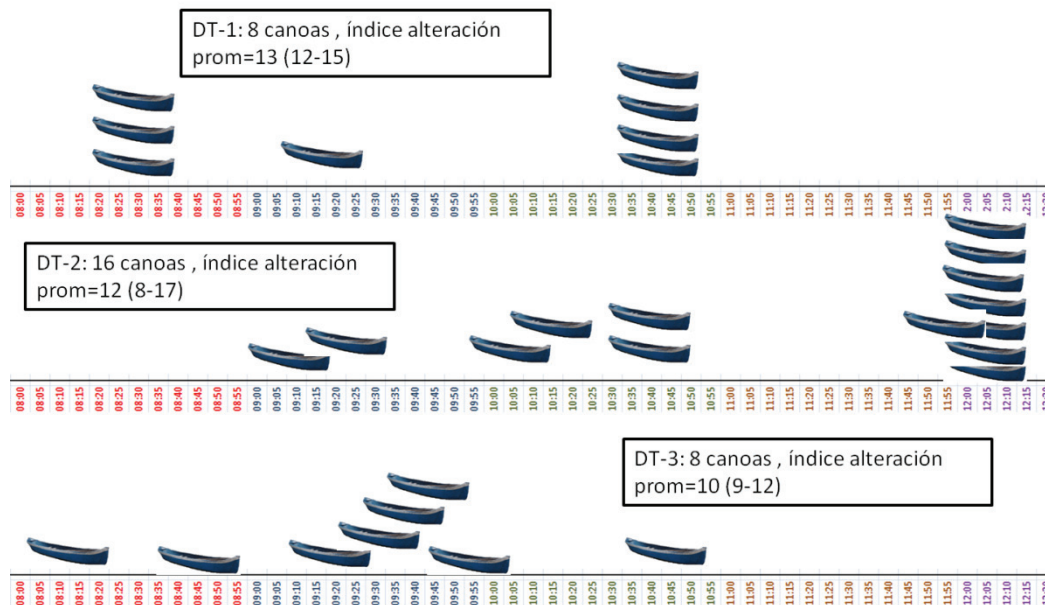 DT-1: 8 canoas , índice alteración
prom=13 (12-15)
08:00 08:05 08:10 08:15 08:20 08:25 08:30 08:35 08:40 08:45 08:50 08:55 09:00 09:05 09:10 09:15 09:20 09:25 09:30 09:35 09:40 09:45 09:50 09:55 10:00 10:05 10:10 10:15 10:20 10:25 10:30 10:35 10:40 10:45 10:50 10:55 11:00 11:05 11:10 11:15 11:20 11:25 11:30 11:35 11:40 11:45 11:50 1:55 2:00 2:05 2:10 2:15
DT-2: 16 canoas , índice alteración
prom=12 (8-17)
08:00 08:05 08:10 08:15 08:20 08:25 08:30 08:35 08:40 08:45 08:50 08:55 09:00 09:05 09:10 09:15 09:20 09:25 09:30 09:35 09:40 09:45 09:50 09:55 10:00 10:05 10:10 10:15 10:20 10:25 10:30 10:35 10:40 10:45 10:50 10:55 11:00 11:05 11:10 11:15 11:20 11:25 11:30 11:35 11:40 11:45 11:50 11:55 12:00 12:05 12:10 12:15
DT-3: 8 canoas , índice alteración
prom=10 (9-12)
08:00 08:05 08:10 08:15 08:20 08:25 08:30 08:35 08:40 08:45 08:50 08:55 09:00 09:05 09:10 09:15 09:20 09:25 09:30 09:35 09:40 09:45 09:50 09:55 10:00 10:05 10:10 10:15 10:20 10:25 10:30 10:35 10:40 10:45 10:50 10:55 11:00 11:05 11:10 11:15 11:20 11:25 11:30 11:35 11:40 11:45 11:50 11:55 12:00 12:05 12:10 12:15